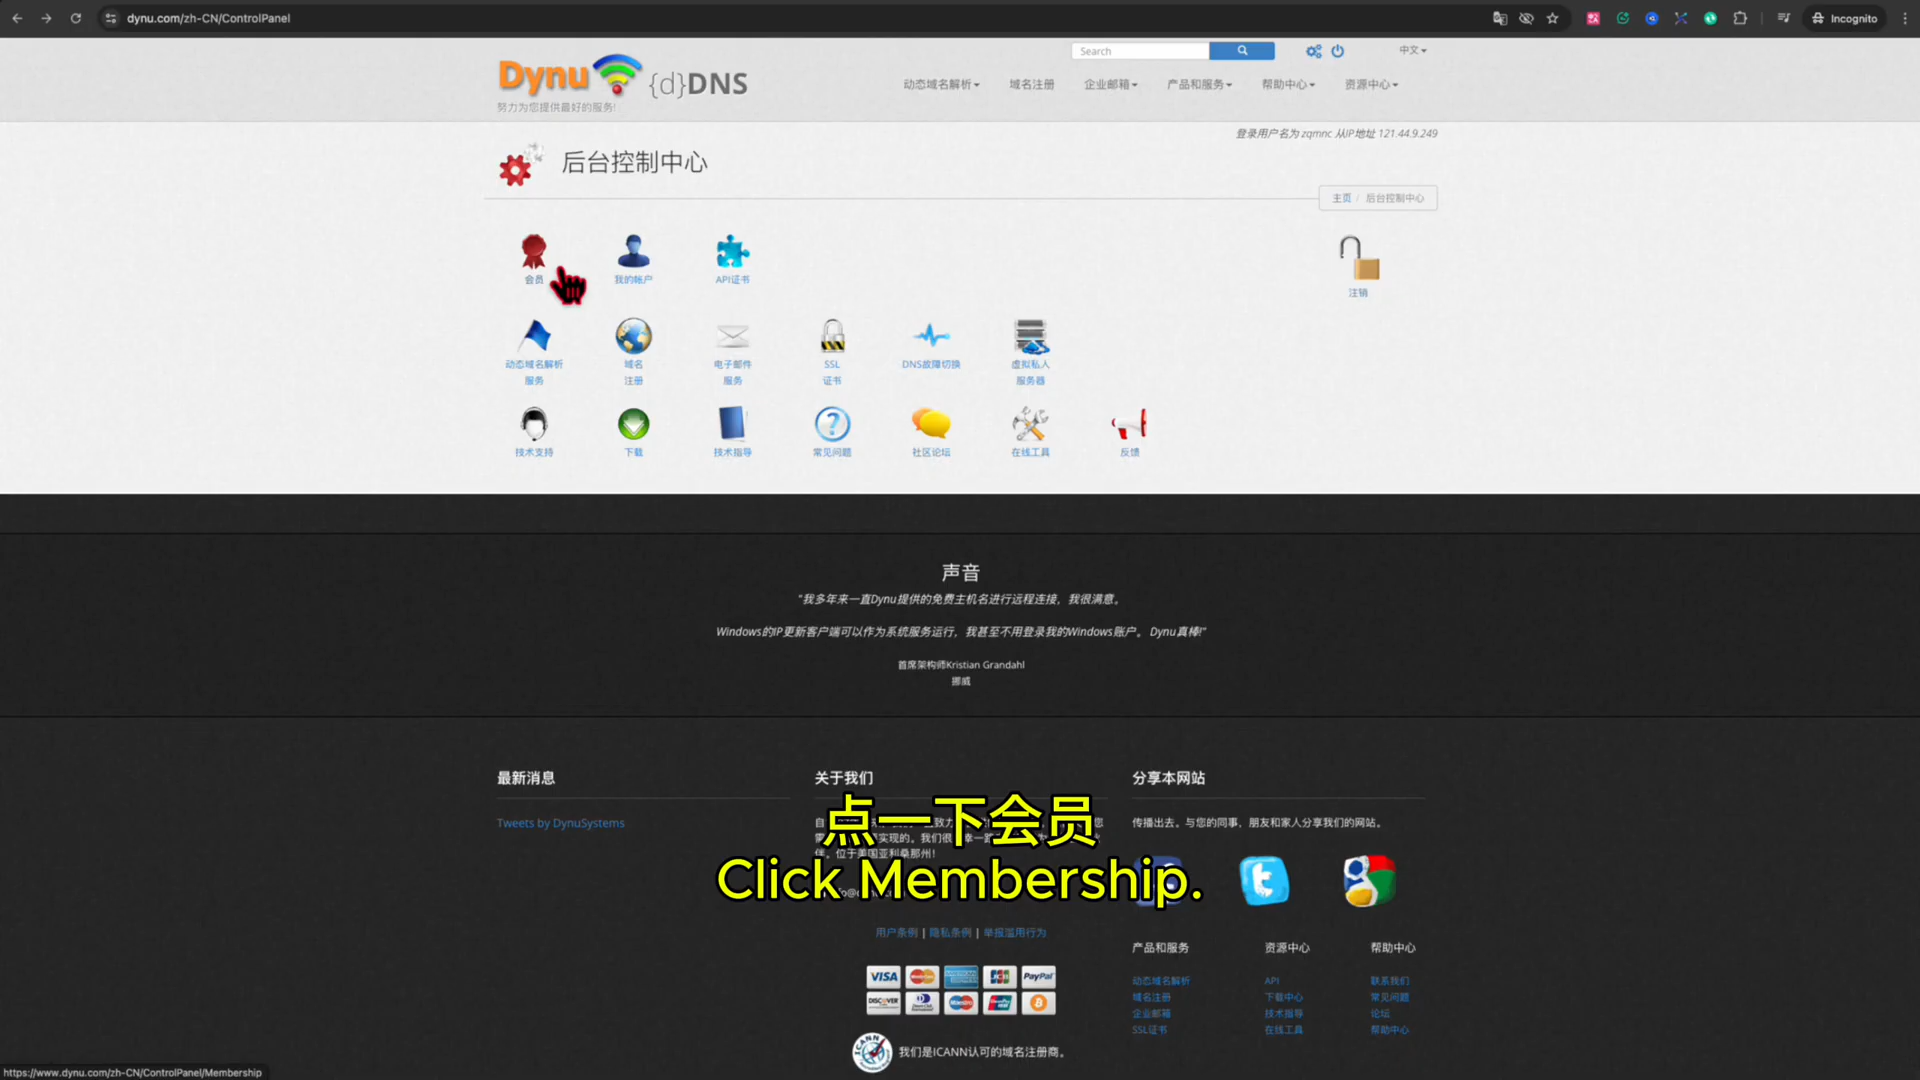 dynu.com/zh-CN/ControlPanel
Incognito
Search
中文
Dynu {d}DNS
努力为您提供最好的服务!
动态域名解析
域名注册
企业邮箱
产品和服务
帮助中心
资源中心
登录用户名为 zqmnc 从IP地址 121.44.9.249
后台控制中心
主页 / 后台控制中心
会员
我的帐户
API证书
注销
动态域名解析
服务
域名
注册
电子邮件
服务
SSL
证书
DNS故障切换
虚拟私人
服务器
技术支持
下载
技术指导
常见问题
社区论坛
在线工具
反馈
声音
"我多年来一直Dynu提供的免费主机名进行远程连接，我很满意。
Windows的IP更新客户端可以作为系统服务运行，我甚至不用登录我的Windows账户。 Dynu真棒!"
首席架构师Kristian Grandahl
挪威
最新消息
Tweets by DynuSystems
关于我们
伴。位于美国亚利桑那州!
分享本网站
传播出去。与您的同事，朋友和家人分享我们的网站。
点一下会员
Click Membership.
用户条例 | 隐私条例 | 举报滥用行为
VISA
MasterCard
JCB
PayPal
DISCOVER
Maestro
产品和服务
动态域名解析
域名注册
企业邮箱
SSL证书
资源中心
API
下载中心
技术指导
在线工具
帮助中心
联系我们
常见问题
论坛
帮助中心
ICANN
我们是ICANN认可的域名注册商。
https://www.dynu.com/zh-CN/ControlPanel/Membership